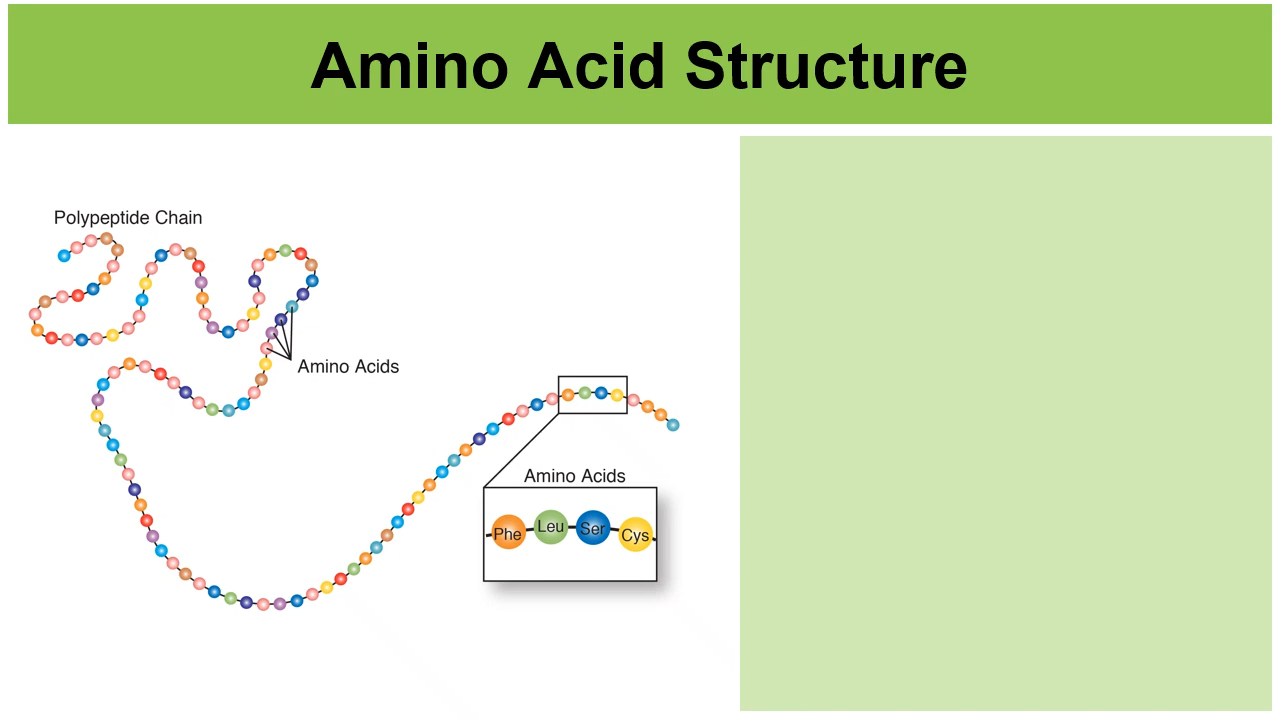 Amino Acid Structure
Polypeptide Chain
Amino Acids
Amino Acids
Phe Leu Ser Cys